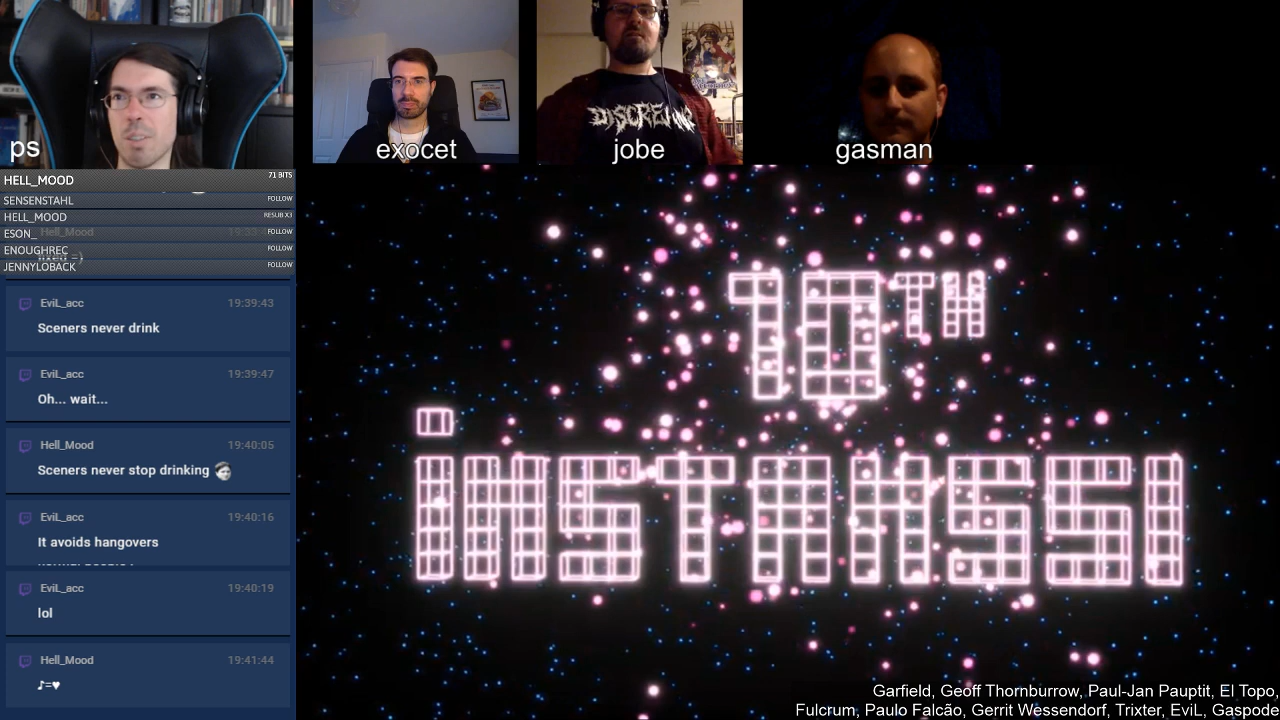 ps
exocet
DISCREMNE
jobe
gasman
HELL_MOOD 71 BITS
SENSENSTAHL FOLLOW
HELL_MOOD RESUB X3
ESON_ Hell_Mood FOLLOW
ENOUGHREC FOLLOW
JENNYLOBACK FOLLOW
EviL_acc 19:39:43
Sceners never drink
EviL_acc 19:39:47
Oh... wait...
Hell_Mood 19:40:05
Sceners never stop drinking
EviL_acc 19:40:16
It avoids hangovers
EviL_acc 19:40:19
lol
Hell_Mood 19:41:44
♪=♥
10TH
iNSTANSSI
Garfield, Geoff Thornburrow, Paul-Jan Pauptit, El Topo,
Fulcrum, Paulo Falcão, Gerrit Wessendorf, Trixter, EviL, Gaspode